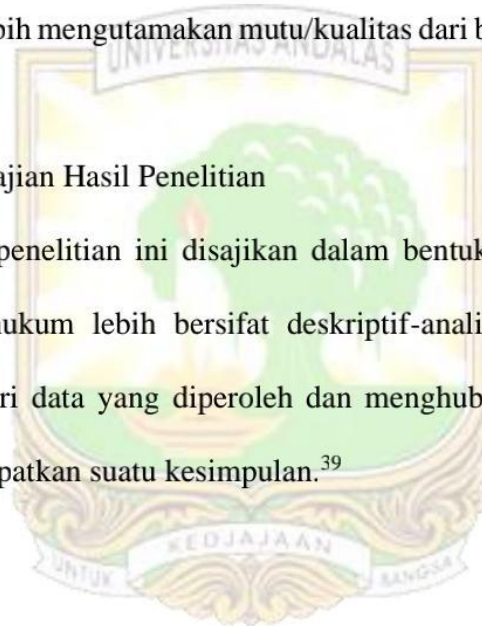 bih mengutamakan mutu/kualitas dari b
UNIVERSITAS ANDALAS
ajian Hasil Penelitian
penelitian ini disajikan dalam bentuk
ukum lebih bersifat deskriptif-anali
ri data yang diperoleh dan menghub
patkan suatu kesimpulan.³⁹
KEDJAJAAN
UNTUK BANGSA